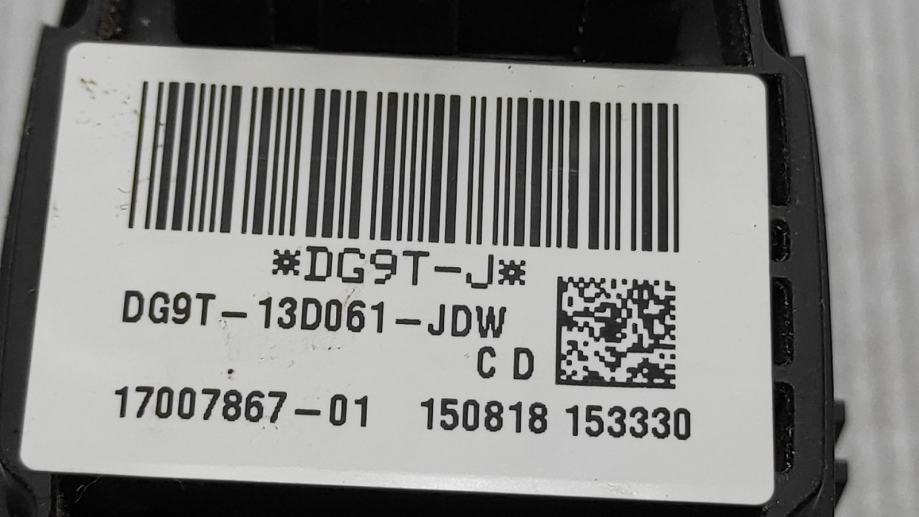 *DG9T-J*
DG9T-13D061-JDW
C D
17007867-01 150818 153330